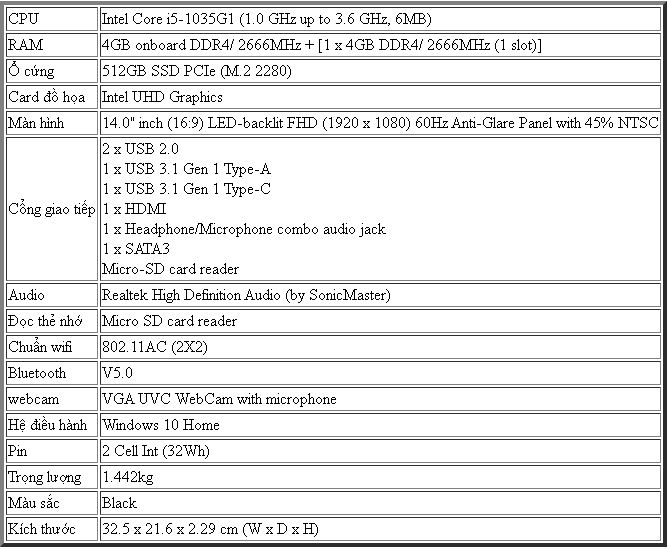 CPU Intel Core i5-1035G1 (1.0 GHz up to 3.6 GHz, 6MB)
RAM 4GB onboard DDR4/ 2666MHz + [1 x 4GB DDR4/ 2666MHz (1 slot)]
Ổ cứng 512GB SSD PCIe (M.2 2280)
Card đồ họa Intel UHD Graphics
Màn hình 14.0" inch (16:9) LED-backlit FHD (1920 x 1080) 60Hz Anti-Glare Panel with 45% NTSC
Cổng giao tiếp
2 x USB 2.0
1 x USB 3.1 Gen 1 Type-A
1 x USB 3.1 Gen 1 Type-C
1 x HDMI
1 x Headphone/Microphone combo audio jack
1 x SATA3
Micro-SD card reader
Audio Realtek High Definition Audio (by SonicMaster)
Đọc thẻ nhớ Micro SD card reader
Chuẩn wifi 802.11AC (2X2)
Bluetooth V5.0
webcam VGA UVC WebCam with microphone
Hệ điều hành Windows 10 Home
Pin 2 Cell Int (32Wh)
Trọng lượng 1.442kg
Màu sắc Black
Kích thước 32.5 x 21.6 x 2.29 cm (W x D x H)